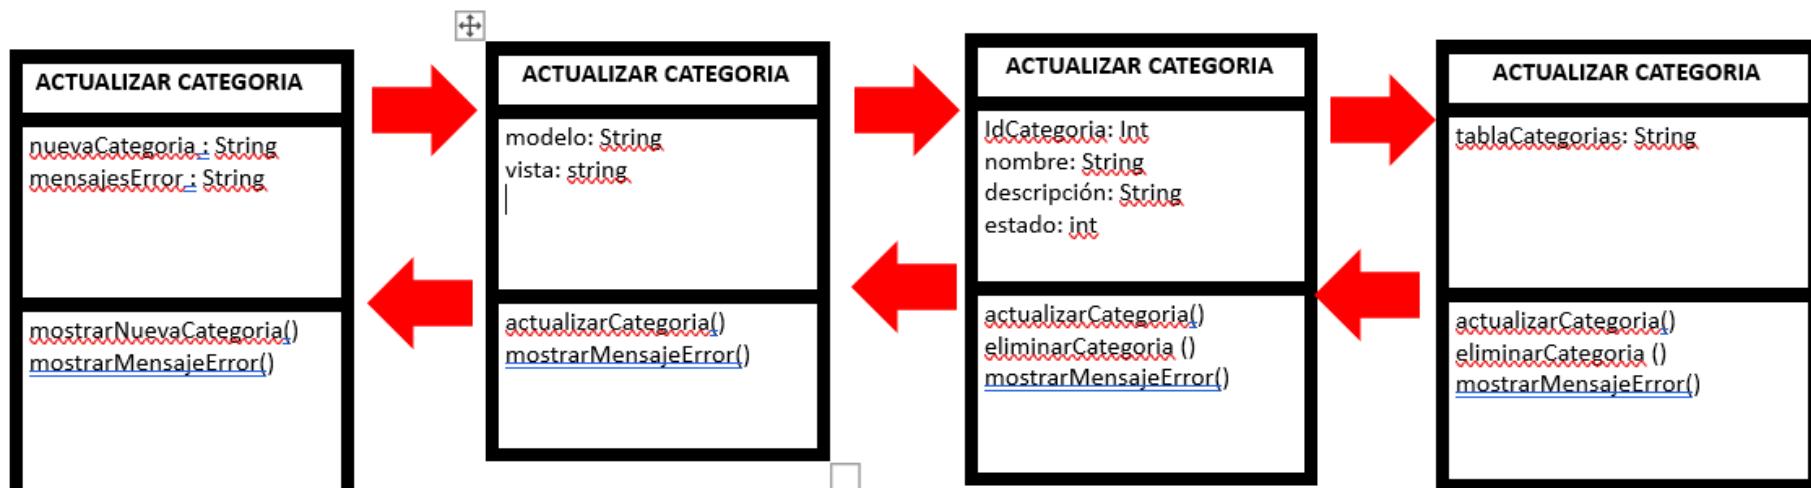 ACTUALIZAR CATEGORIA
nuevaCategoria : String
mensajesError : String
mostrarNuevaCategoria()
mostrarMensajeError()
ACTUALIZAR CATEGORIA
modelo: String
vista: string
actualizarCategoria()
mostrarMensajeError()
ACTUALIZAR CATEGORIA
IdCategoria: Int
nombre: String
descripción: String
estado: int
actualizarCategoria()
eliminarCategoria ()
mostrarMensajeError()
ACTUALIZAR CATEGORIA
tablaCategorias: String
actualizarCategoria()
eliminarCategoria ()
mostrarMensajeError()